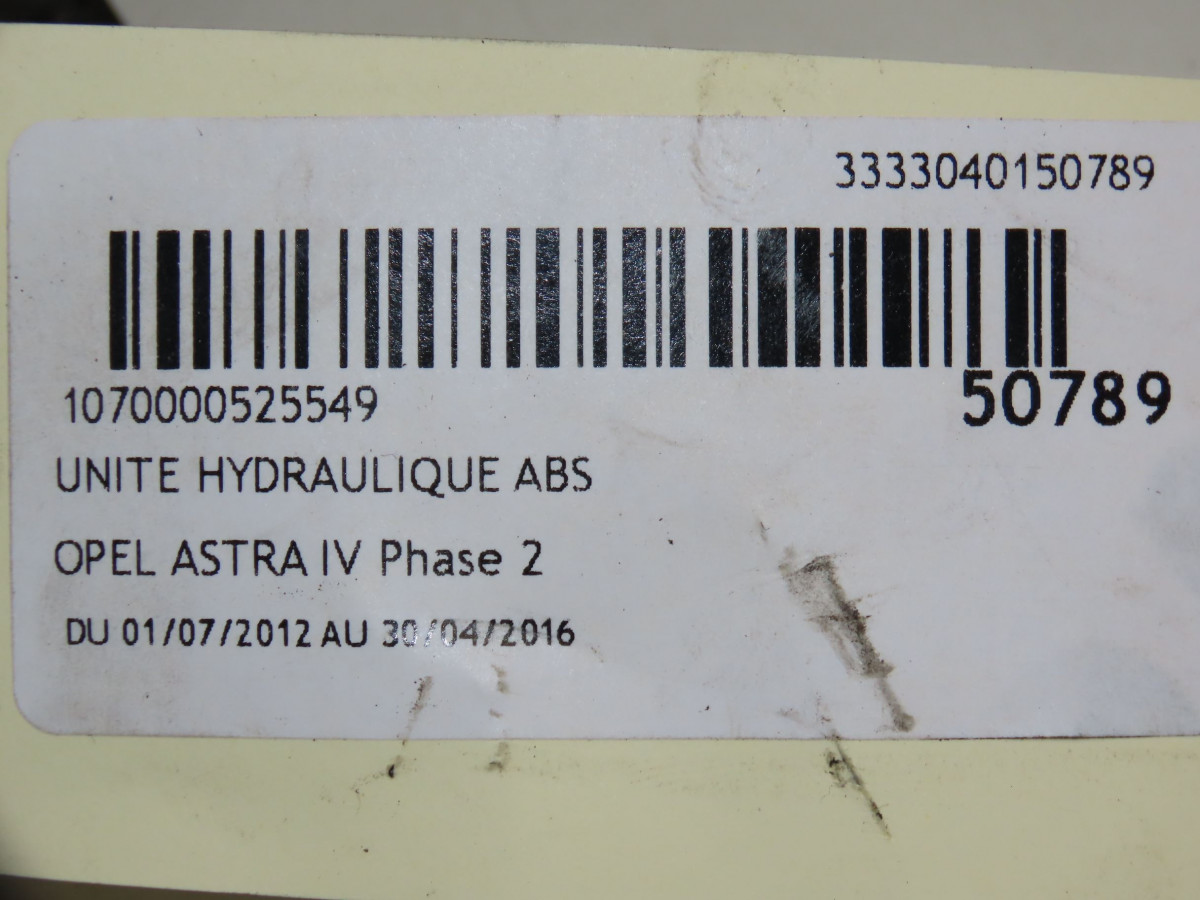 3333040150789
1070000525549
50789
UNITE HYDRAULIQUE ABS
OPEL ASTRA IV Phase 2
DU 01/07/2012 AU 30/04/2016